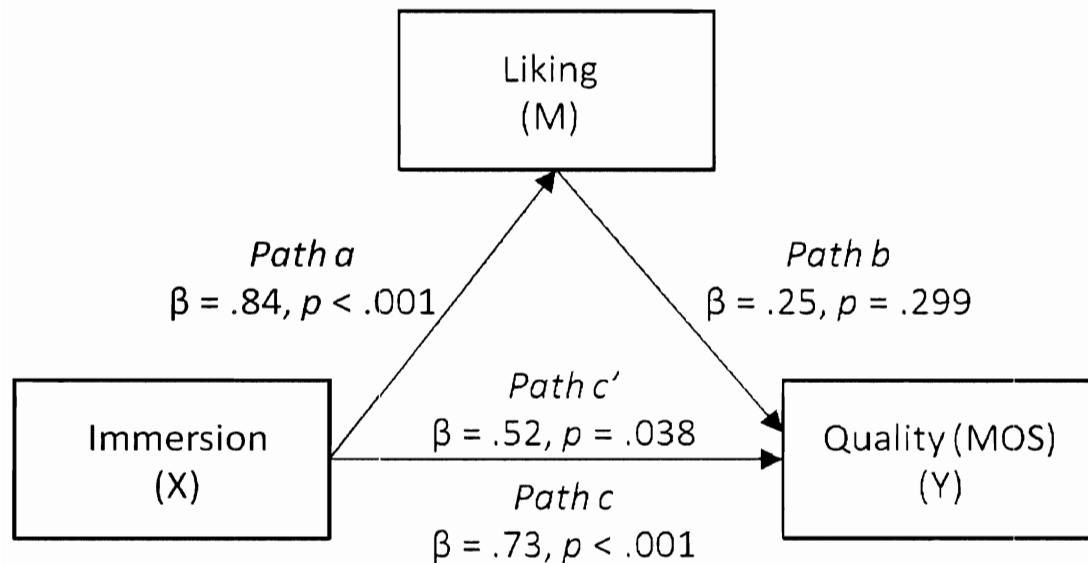 Liking
(M)
Path a
β = .84, p < .001
Path b
β = .25, p = .299
Immersion
(X)
Path c′
β = .52, p = .038
Path c
β = .73, p < .001
Quality (MOS)
(Y)